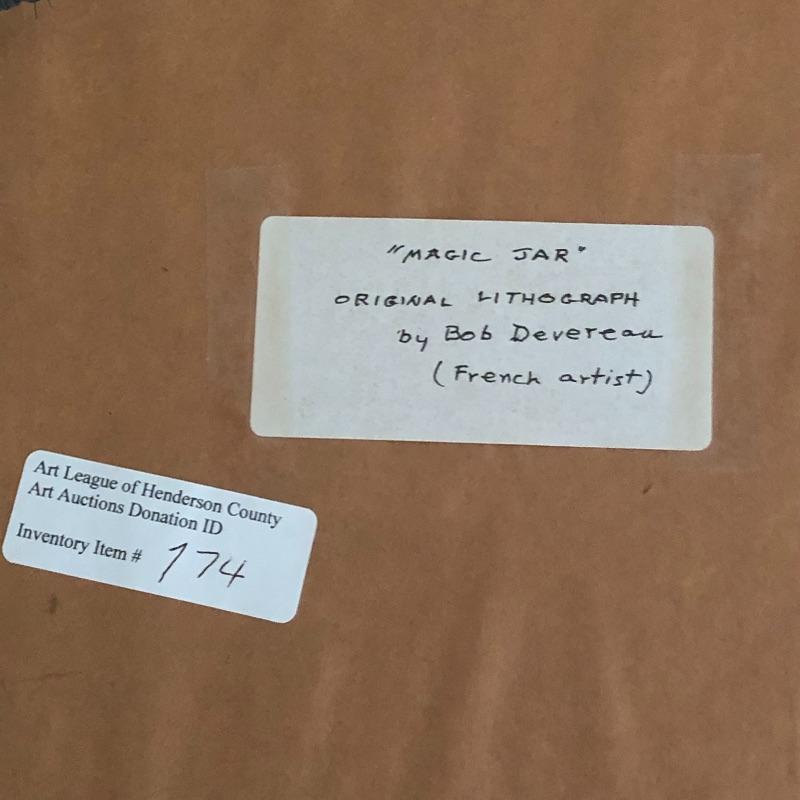 "MAGIC JAR"
ORIGINAL LITHOGRAPH
by Bob Devereau
(French artist)
Art League of Henderson County
Art Auctions Donation ID
Inventory Item # 174